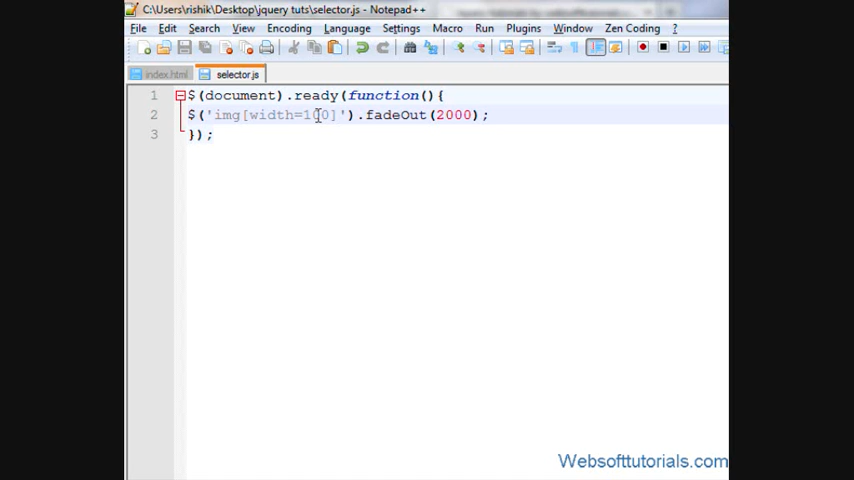 C:\Users\rishik\Desktop\jquery tuts\selector.js - Notepad++
File Edit Search View Encoding Language Settings Macro Run Plugins Window Zen Coding ?
index.html selector.js
1 $(document).ready(function(){
2 $('img[width=100]').fadeOut(2000);
3 });
Websofttutorials.com